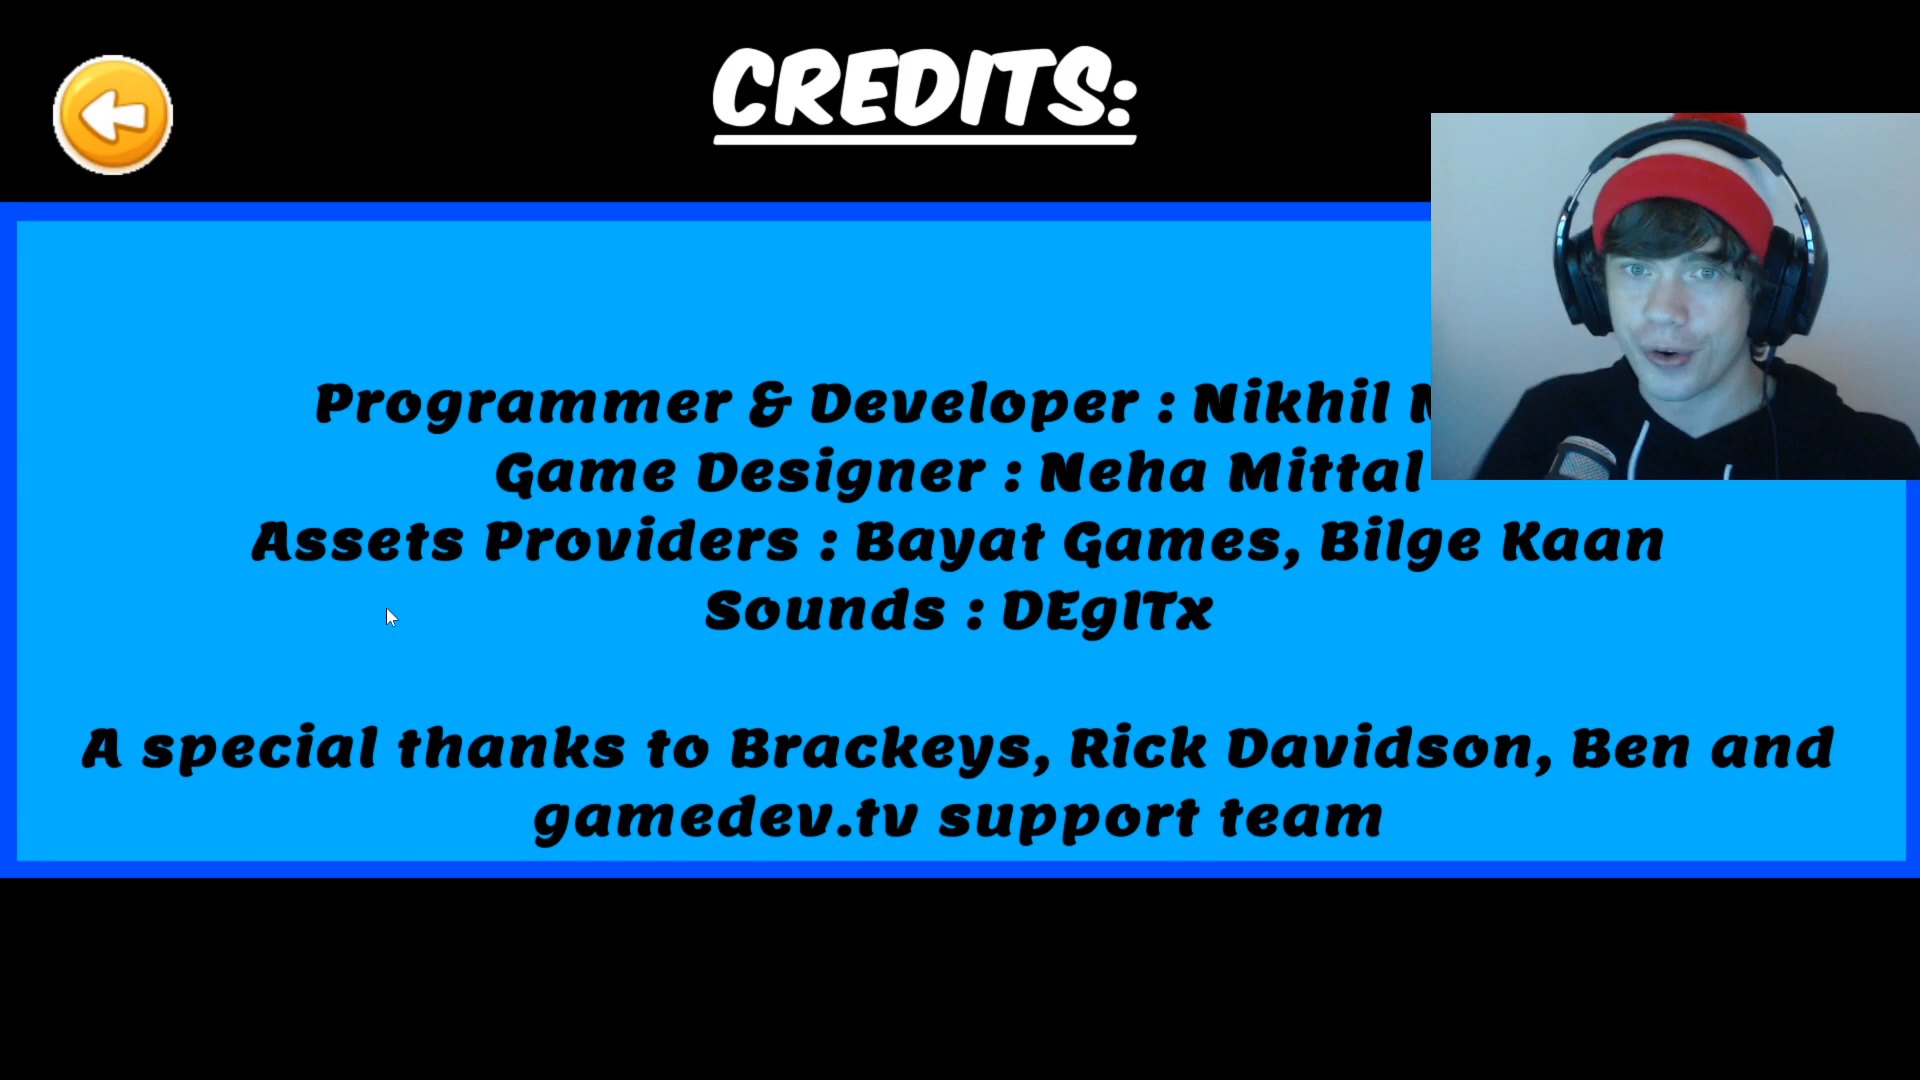 CREDITS:
Programmer & Developer : Nikhil
Game Designer : Neha Mittal
Assets Providers : Bayat Games, Bilge Kaan
Sounds : DEgITx
A special thanks to Brackeys, Rick Davidson, Ben and
gamedev.tv support team